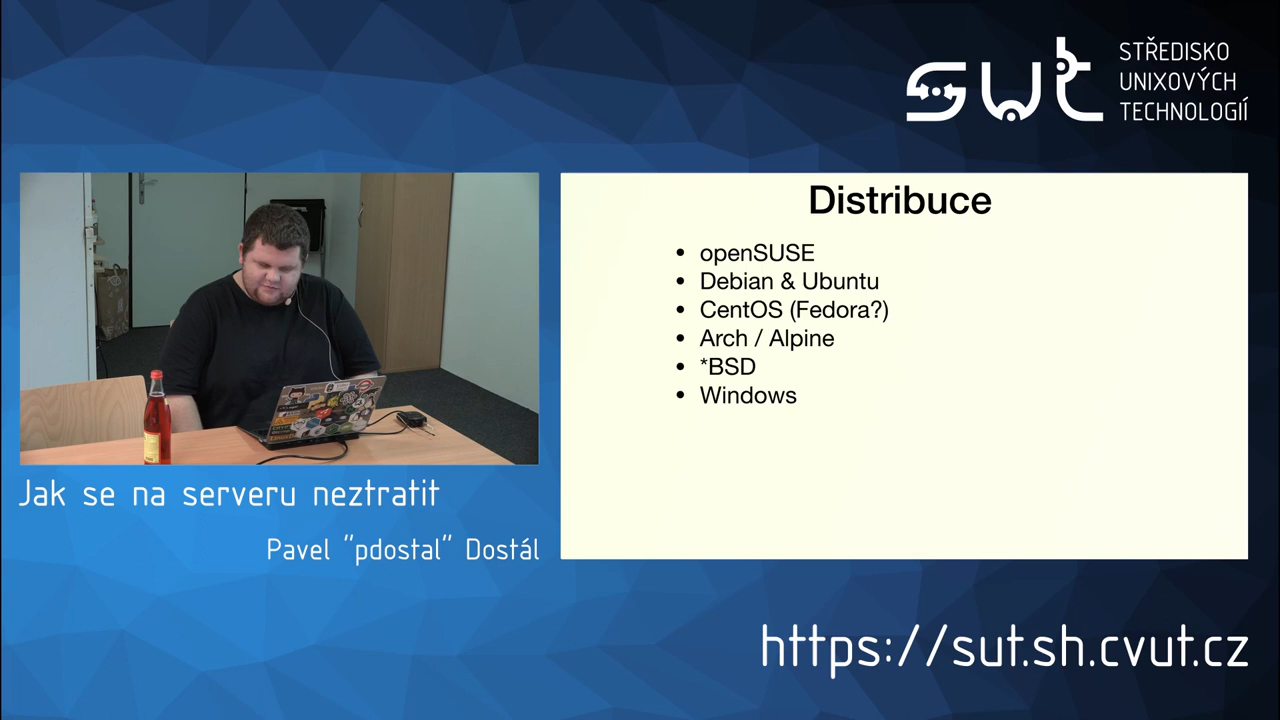 sut
STŘEDISKO
UNIXOVÝCH
TECHNOLOGIÍ
Distribuce
• openSUSE
• Debian & Ubuntu
• CentOS (Fedora?)
• Arch / Alpine
• *BSD
• Windows
Jak se na serveru neztratit
Pavel “pdostal” Dostál
https://sut.sh.cvut.cz